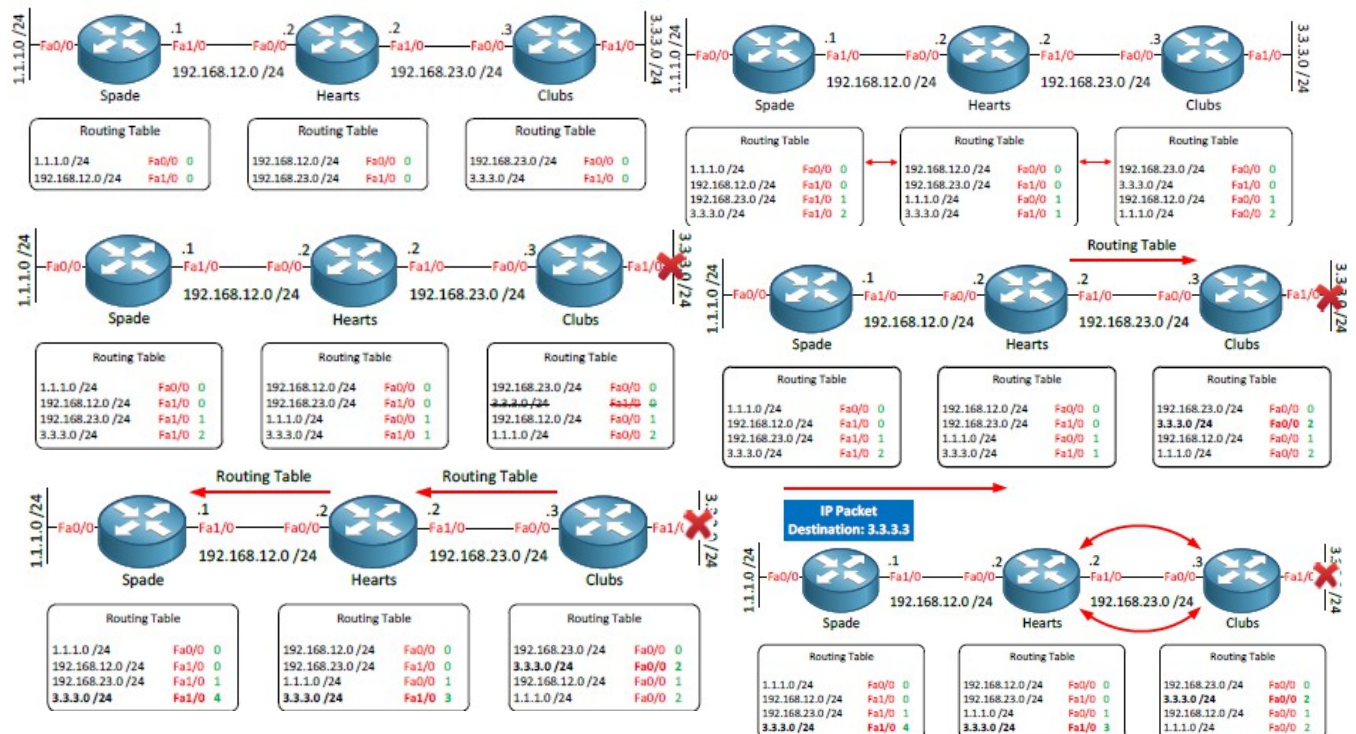 1.1.1.0 /24
Fa0/0
.1
Fa1/0
Fa0/0
.2
.2
Fa1/0
Fa0/0
.3
Fa1/0
3.3.3.0 /24
192.168.12.0 /24
192.168.23.0 /24
Spade
Hearts
Clubs
Routing Table
1.1.1.0 /24 Fa0/0 0
192.168.12.0 /24 Fa1/0 0
Routing Table
192.168.12.0 /24 Fa0/0 0
192.168.23.0 /24 Fa1/0 0
Routing Table
192.168.23.0 /24 Fa0/0 0
3.3.3.0 /24 Fa1/0 0
1.1.1.0 /24
Fa0/0
.1
Fa1/0
Fa0/0
.2
.2
Fa1/0
Fa0/0
.3
Fa1/0
3.3.3.0 /24
192.168.12.0 /24
192.168.23.0 /24
Spade
Hearts
Clubs
Routing Table
1.1.1.0 /24 Fa0/0 0
192.168.12.0 /24 Fa1/0 0
192.168.23.0 /24 Fa1/0 1
3.3.3.0 /24 Fa1/0 2
Routing Table
192.168.12.0 /24 Fa0/0 0
192.168.23.0 /24 Fa1/0 0
1.1.1.0 /24 Fa0/0 1
3.3.3.0 /24 Fa1/0 1
Routing Table
192.168.23.0 /24 Fa0/0 0
3.3.3.0 /24 Fa1/0 0
192.168.12.0 /24 Fa0/0 1
1.1.1.0 /24 Fa0/0 2
1.1.1.0 /24
Fa0/0
.1
Fa1/0
Fa0/0
.2
.2
Fa1/0
Fa0/0
.3
Fa1/0
3.3.3.0 /24
192.168.12.0 /24
192.168.23.0 /24
Spade
Hearts
Clubs
Routing Table
1.1.1.0 /24 Fa0/0 0
192.168.12.0 /24 Fa1/0 0
192.168.23.0 /24 Fa1/0 1
3.3.3.0 /24 Fa1/0 2
Routing Table
192.168.12.0 /24 Fa0/0 0
192.168.23.0 /24 Fa1/0 0
1.1.1.0 /24 Fa0/0 1
3.3.3.0 /24 Fa1/0 1
Routing Table
192.168.23.0 /24 Fa0/0 0
3.3.3.0 /24 Fa1/0 0
192.168.12.0 /24 Fa0/0 1
1.1.1.0 /24 Fa0/0 2
Routing Table
1.1.1.0 /24
Fa0/0
.1
Fa1/0
Fa0/0
.2
.2
Fa1/0
Fa0/0
.3
Fa1/0
/24
192.168.12.0 /24
192.168.23.0 /24
Spade
Hearts
Clubs
Routing Table
1.1.1.0 /24 Fa0/0 0
192.168.12.0 /24 Fa1/0 0
192.168.23.0 /24 Fa1/0 1
3.3.3.0 /24 Fa1/0 2
Routing Table
192.168.12.0 /24 Fa0/0 0
192.168.23.0 /24 Fa1/0 0
1.1.1.0 /24 Fa0/0 1
3.3.3.0 /24 Fa1/0 1
Routing Table
192.168.23.0 /24 Fa0/0 0
3.3.3.0 /24 Fa0/0 2
192.168.12.0 /24 Fa0/0 1
1.1.1.0 /24 Fa0/0 2
Routing Table
Routing Table
1.1.1.0 /24
Fa0/0
.1
Fa1/0
Fa0/0
.2
.2
Fa1/0
Fa0/0
.3
Fa1/0
/24
192.168.12.0 /24
192.168.23.0 /24
Spade
Hearts
Clubs
Routing Table
1.1.1.0 /24 Fa0/0 0
192.168.12.0 /24 Fa1/0 0
192.168.23.0 /24 Fa1/0 1
3.3.3.0 /24 Fa1/0 4
Routing Table
192.168.12.0 /24 Fa0/0 0
192.168.23.0 /24 Fa1/0 0
1.1.1.0 /24 Fa0/0 1
3.3.3.0 /24 Fa1/0 3
Routing Table
192.168.23.0 /24 Fa0/0 0
3.3.3.0 /24 Fa0/0 2
192.168.12.0 /24 Fa0/0 1
1.1.1.0 /24 Fa0/0 2
IP Packet
Destination: 3.3.3.3
1.1.1.0 /24
Fa0/0
.1
Fa1/0
Fa0/0
.2
.2
Fa1/0
Fa0/0
.3
Fa1/0
/24
192.168.12.0 /24
192.168.23.0 /24
Spade
Hearts
Clubs
Routing Table
1.1.1.0 /24 Fa0/0 0
192.168.12.0 /24 Fa1/0 0
192.168.23.0 /24 Fa1/0 1
3.3.3.0 /24 Fa1/0 4
Routing Table
192.168.12.0 /24 Fa0/0 0
192.168.23.0 /24 Fa1/0 0
1.1.1.0 /24 Fa0/0 1
3.3.3.0 /24 Fa1/0 3
Routing Table
192.168.23.0 /24 Fa0/0 0
3.3.3.0 /24 Fa0/0 2
192.168.12.0 /24 Fa0/0 1
1.1.1.0 /24 Fa0/0 2